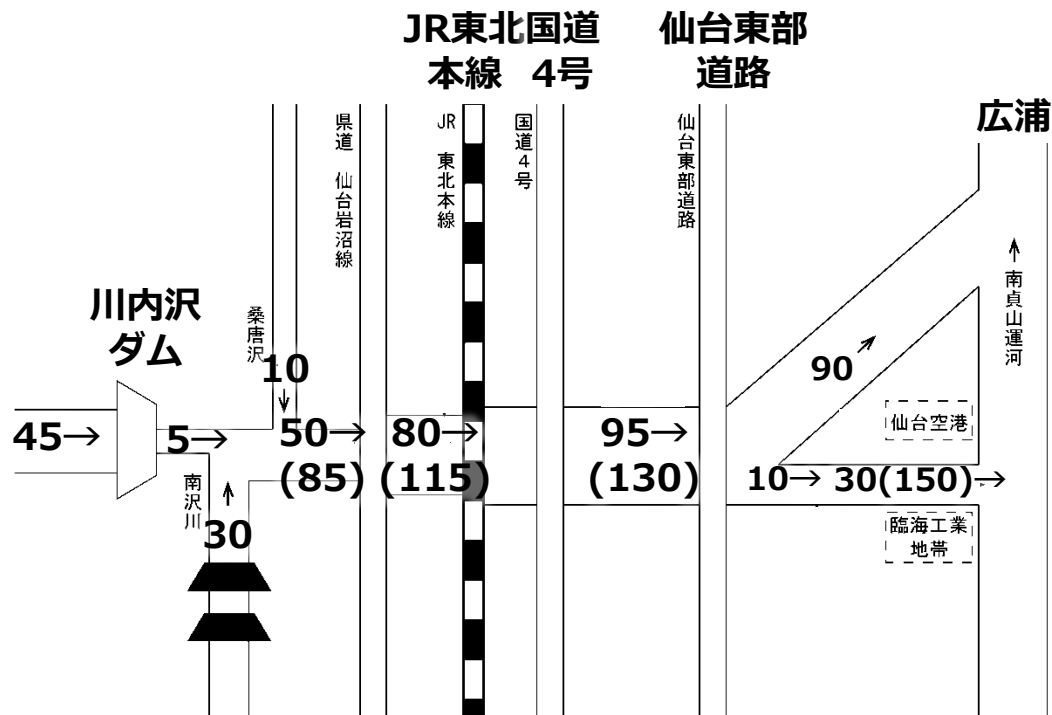 JR東北
本線
国道
4号
仙台東部
道路
広浦
県道 仙台岩沼線
JR 東北本線
国道4号
仙台東部道路
南貞山運河
川内沢
ダム
桑唐沢
10
90
仙台空港
45→
5→
50→
(85)
80→
(115)
95→
(130)
10→
30(150)→
南沢川
30
臨海工業
地帯